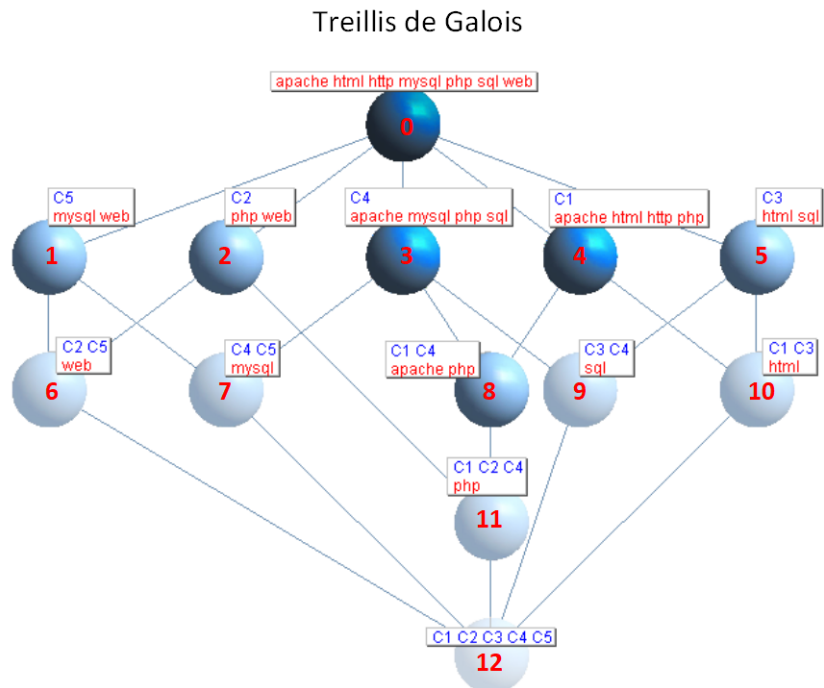 Treillis de Galois
apache html http mysql php sql web
0
C5
mysql web
1
C2
php web
2
C4
apache mysql php sql
3
C1
apache html http php
4
C3
html sql
5
C2 C5
web
6
C4 C5
mysql
7
C1 C4
apache php
8
C3 C4
sql
9
C1 C3
html
10
C1 C2 C4
php
11
C1 C2 C3 C4 C5
12